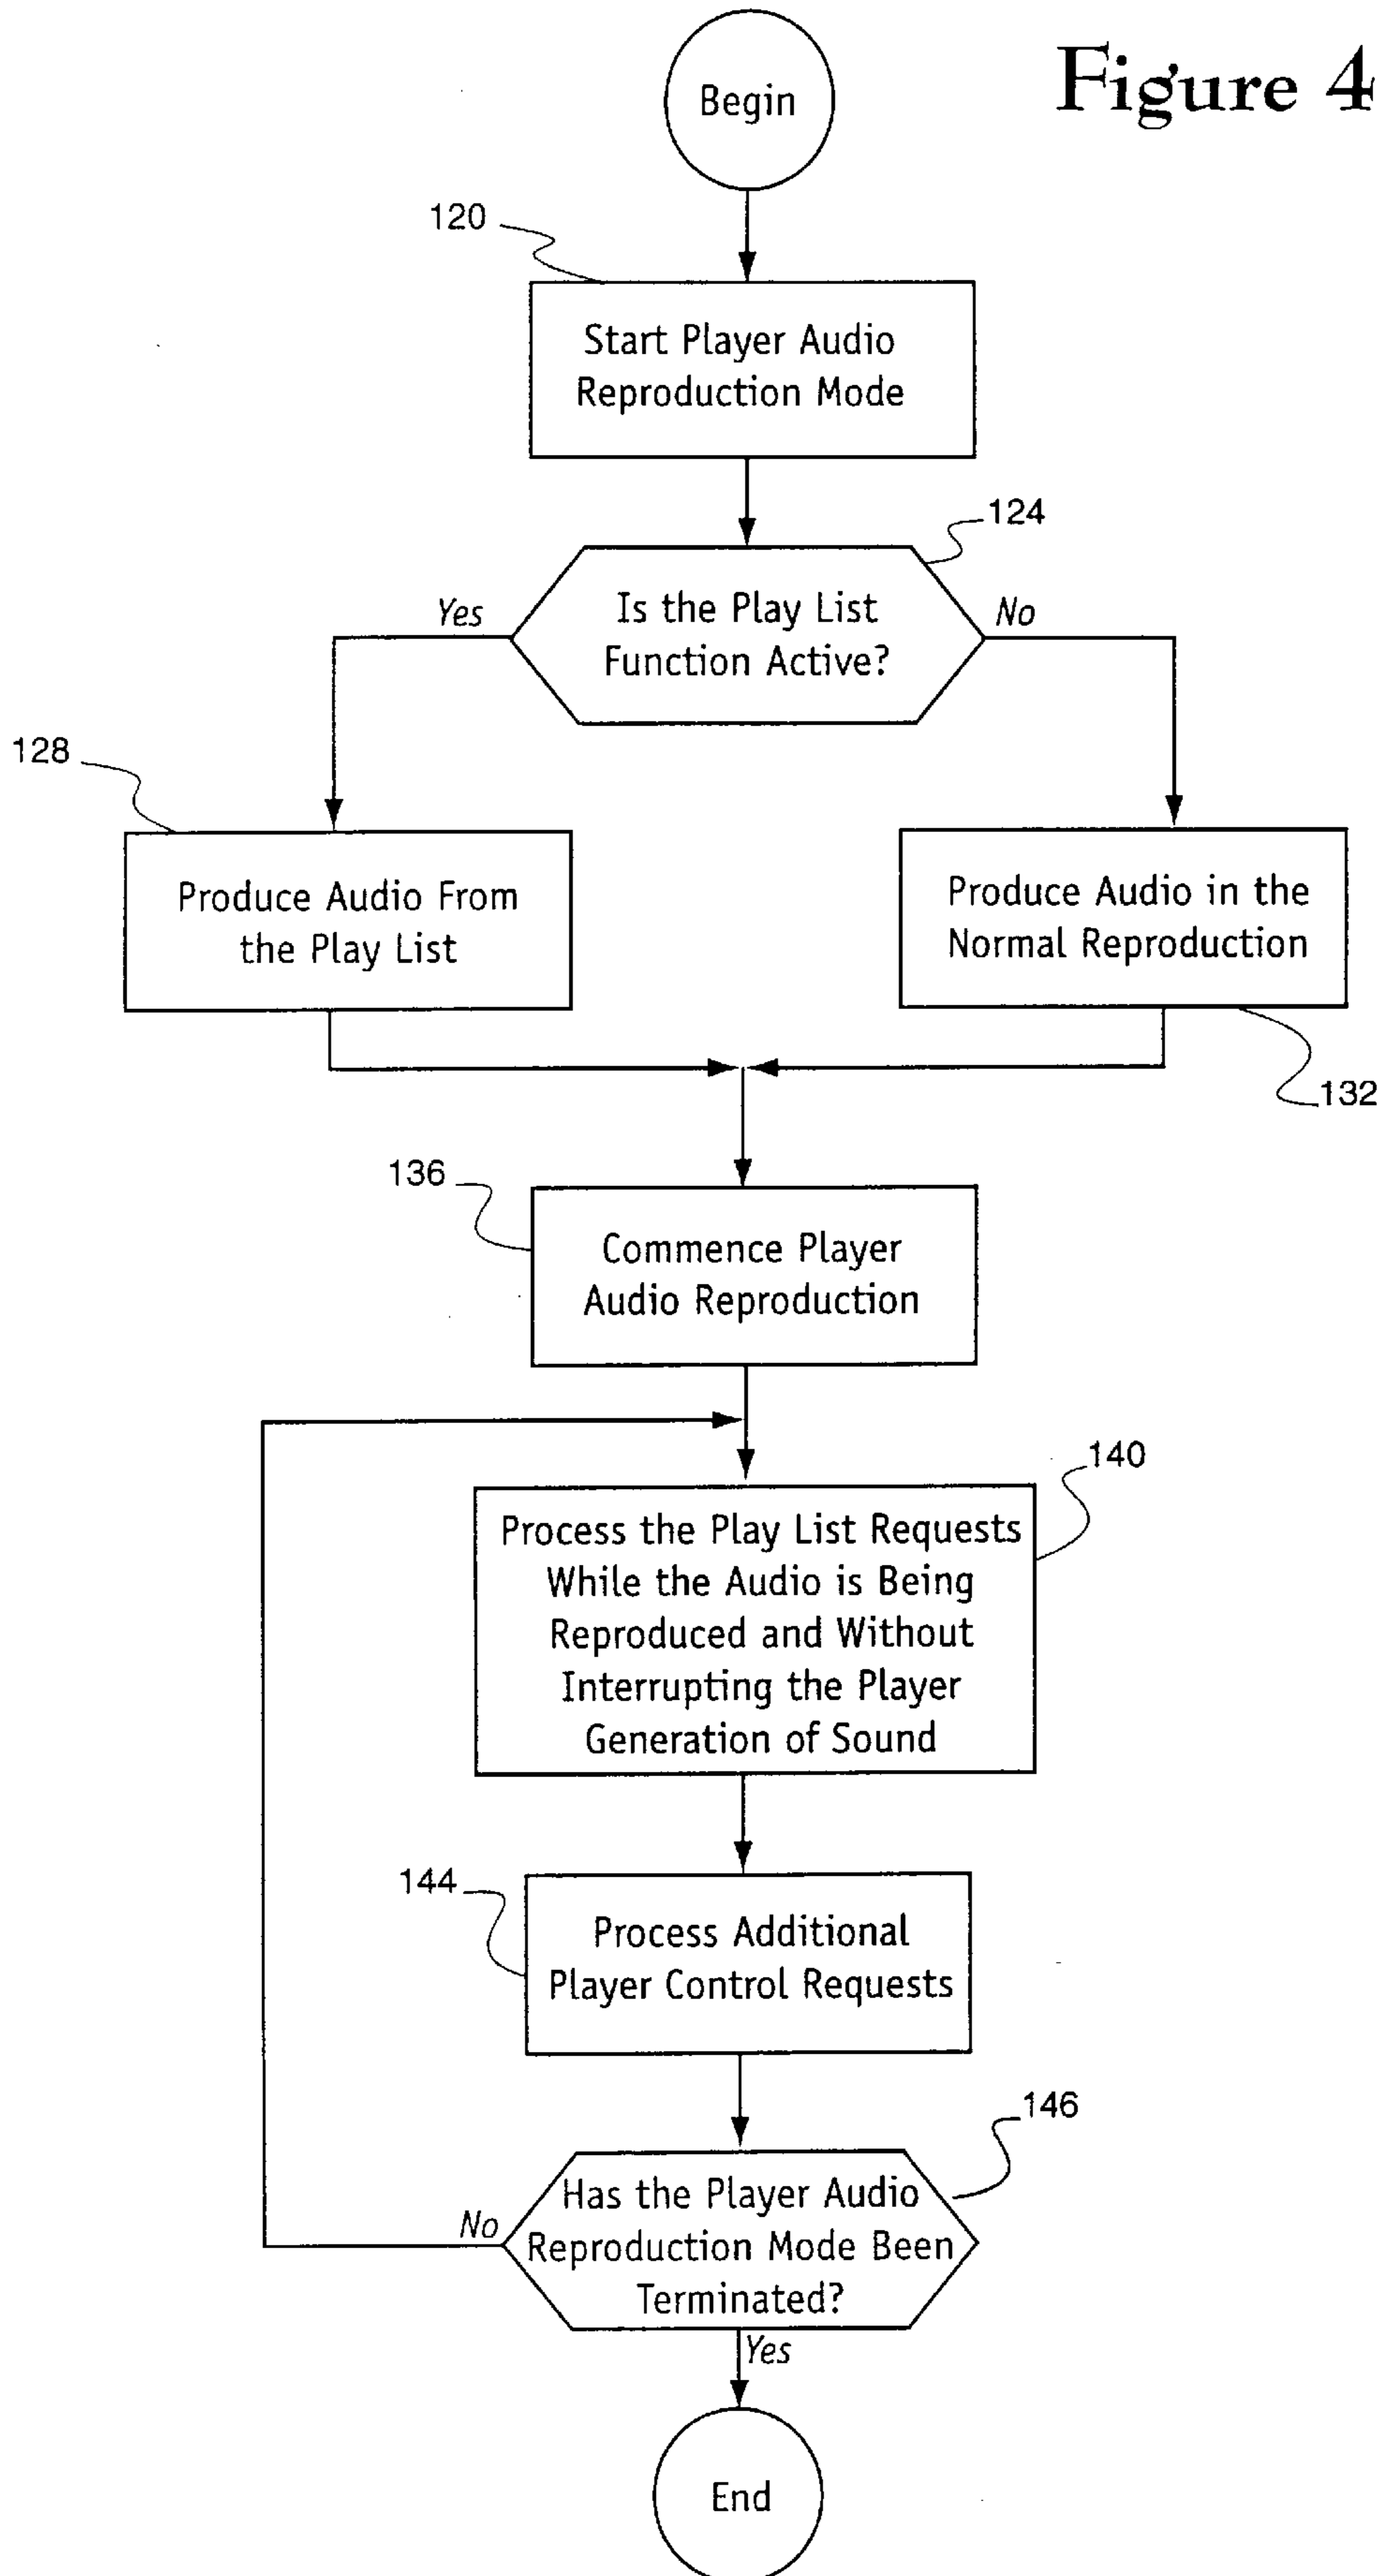 Figure 4
Begin
120
Start Player Audio
Reproduction Mode
124
Is the Play List
Function Active?
Yes
No
128
Produce Audio From
the Play List
Produce Audio in the
Normal Reproduction
132
136
Commence Player
Audio Reproduction
140
Process the Play List Requests
While the Audio is Being
Reproduced and Without
Interrupting the Player
Generation of Sound
144
Process Additional
Player Control Requests
146
Has the Player Audio
Reproduction Mode Been
Terminated?
No
Yes
End